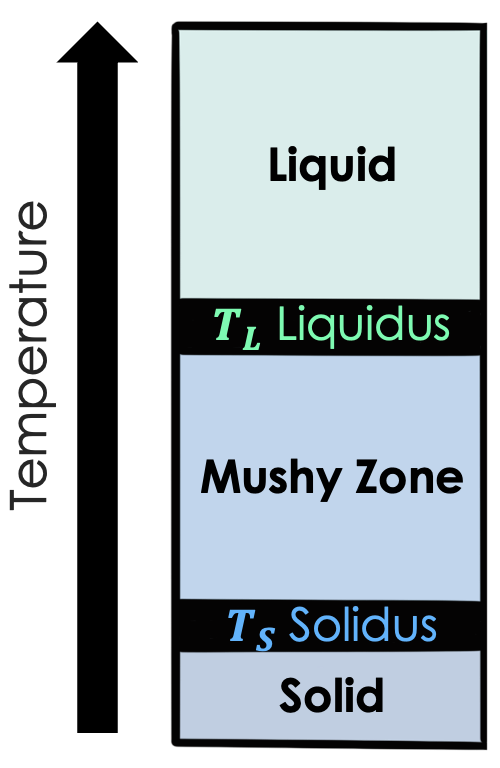 Temperature
Liquid
T_L Liquidus
Mushy Zone
T_S Solidus
Solid